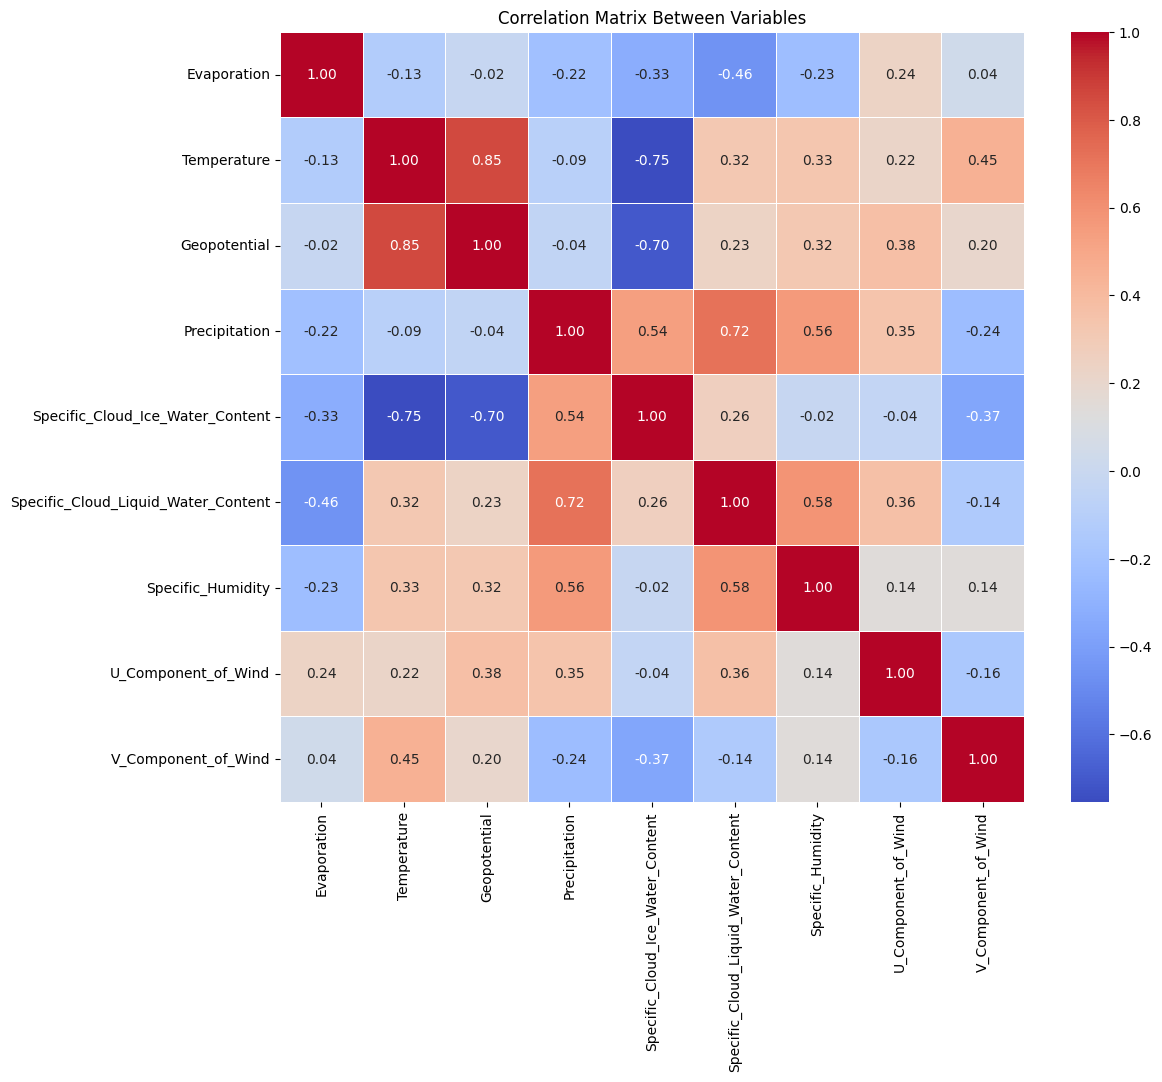 Correlation Matrix Between Variables
Evaporation 1.00 -0.13 -0.02 -0.22 -0.33 -0.46 -0.23 0.24 0.04
Temperature -0.13 1.00 0.85 -0.09 -0.75 0.32 0.33 0.22 0.45
Geopotential -0.02 0.85 1.00 -0.04 -0.70 0.23 0.32 0.38 0.20
Precipitation -0.22 -0.09 -0.04 1.00 0.54 0.72 0.56 0.35 -0.24
Specific_Cloud_Ice_Water_Content -0.33 -0.75 -0.70 0.54 1.00 0.26 -0.02 -0.04 -0.37
Specific_Cloud_Liquid_Water_Content -0.46 0.32 0.23 0.72 0.26 1.00 0.58 0.36 -0.14
Specific_Humidity -0.23 0.33 0.32 0.56 -0.02 0.58 1.00 0.14 0.14
U_Component_of_Wind 0.24 0.22 0.38 0.35 -0.04 0.36 0.14 1.00 -0.16
V_Component_of_Wind 0.04 0.45 0.20 -0.24 -0.37 -0.14 0.14 -0.16 1.00
Evaporation
Temperature
Geopotential
Precipitation
Specific_Cloud_Ice_Water_Content
Specific_Cloud_Liquid_Water_Content
Specific_Humidity
U_Component_of_Wind
V_Component_of_Wind
1.0
0.8
0.6
0.4
0.2
0.0
−0.2
−0.4
−0.6